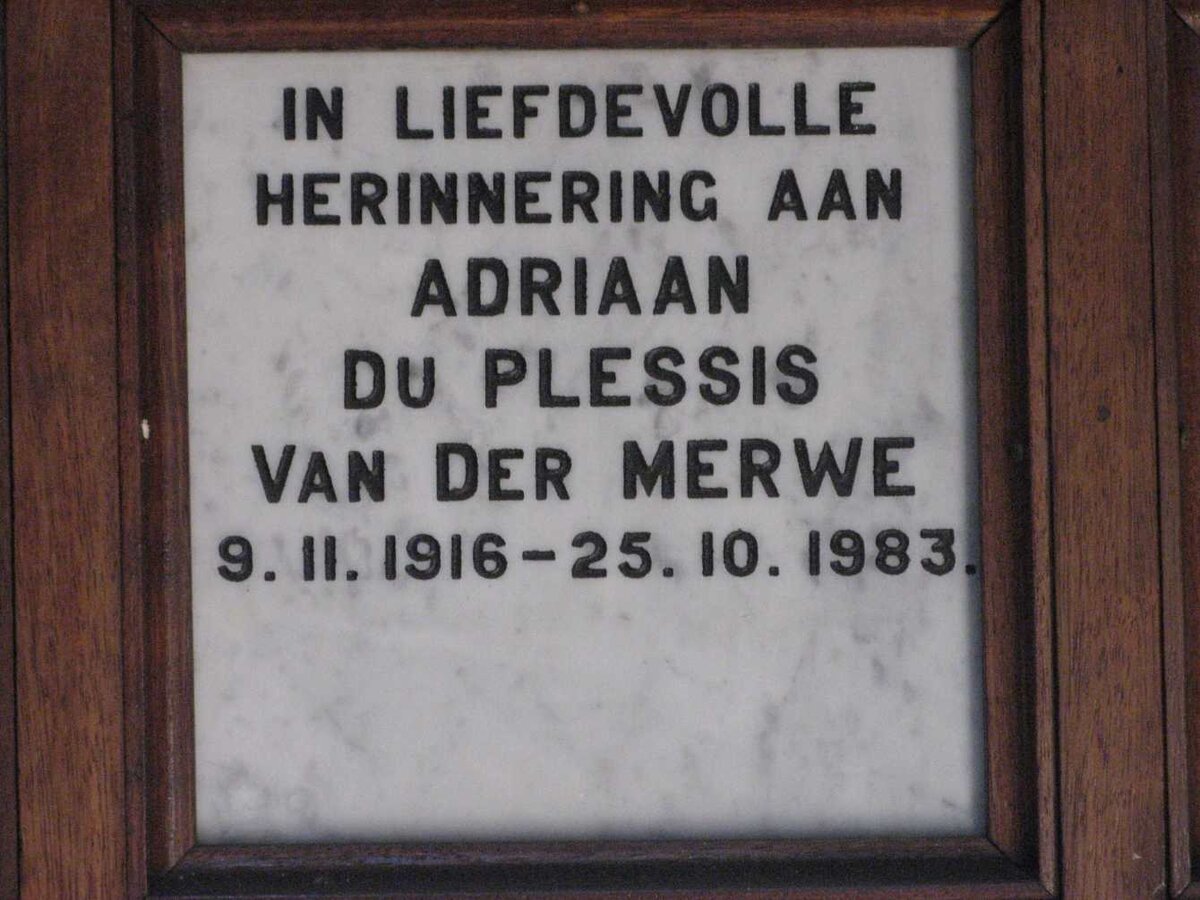 IN LIEFDEVOLLE
HERINNERING AAN
ADRIAAN
DU PLESSIS
VAN DER MERWE
9. 11. 1916 – 25. 10. 1983.